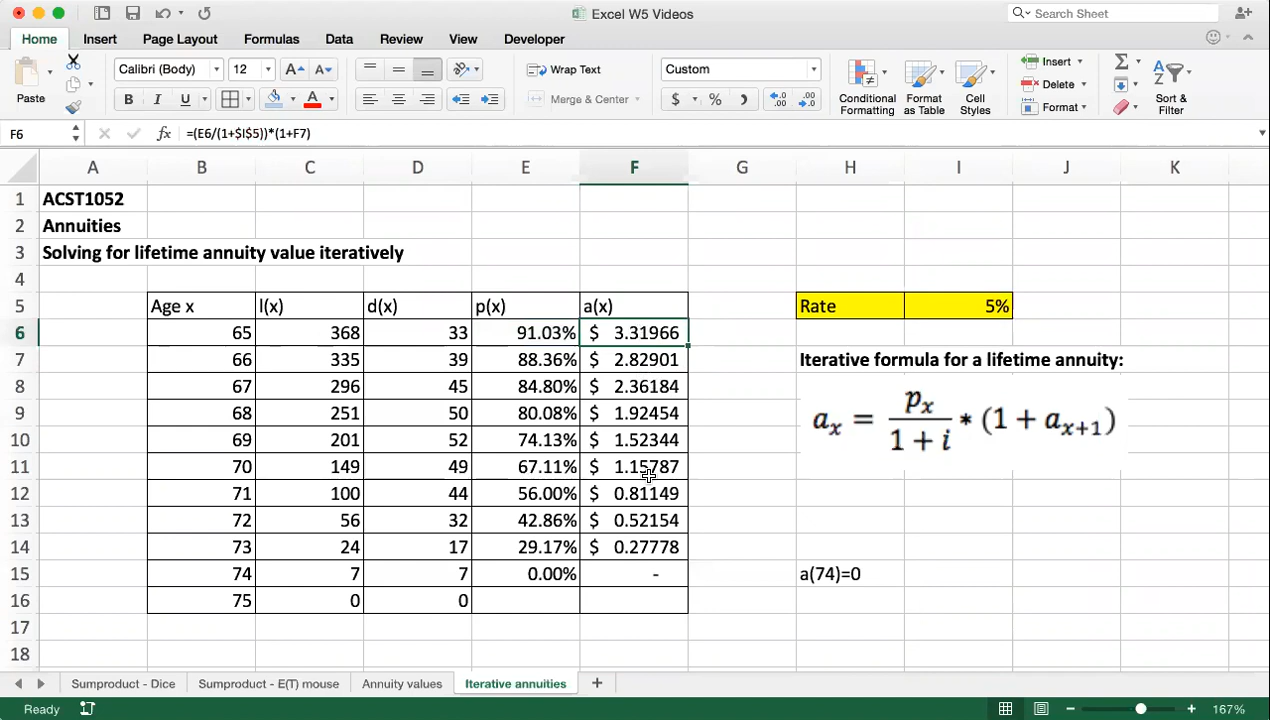 Excel W5 Videos
Search Sheet
Home Insert Page Layout Formulas Data Review View Developer
Paste
Calibri (Body) 12 A A
B I U A
Wrap Text
Merge & Center
Custom
$ %
Conditional Formatting
Format as Table
Cell Styles
Insert
Delete
Format
Sort & Filter
F6 fx =(E6/(1+$I$5))*(1+F7)
A B C D E F G H I J K
1 ACST1052
2 Annuities
3 Solving for lifetime annuity value iteratively
4
5 Age x l(x) d(x) p(x) a(x) Rate 5%
6 65 368 33 91.03% $ 3.31966
7 66 335 39 88.36% $ 2.82901 Iterative formula for a lifetime annuity:
8 67 296 45 84.80% $ 2.36184
9 68 251 50 80.08% $ 1.92454
10 69 201 52 74.13% $ 1.52344
aₓ = pₓ / 1 + i * (1 + aₓ₊₁)
11 70 149 49 67.11% $ 1.15787
12 71 100 44 56.00% $ 0.81149
13 72 56 32 42.86% $ 0.52154
14 73 24 17 29.17% $ 0.27778
15 74 7 7 0.00% - a(74)=0
16 75 0 0
17
18
Sumproduct - Dice Sumproduct - E(T) mouse Annuity values Iterative annuities +
Ready 167%